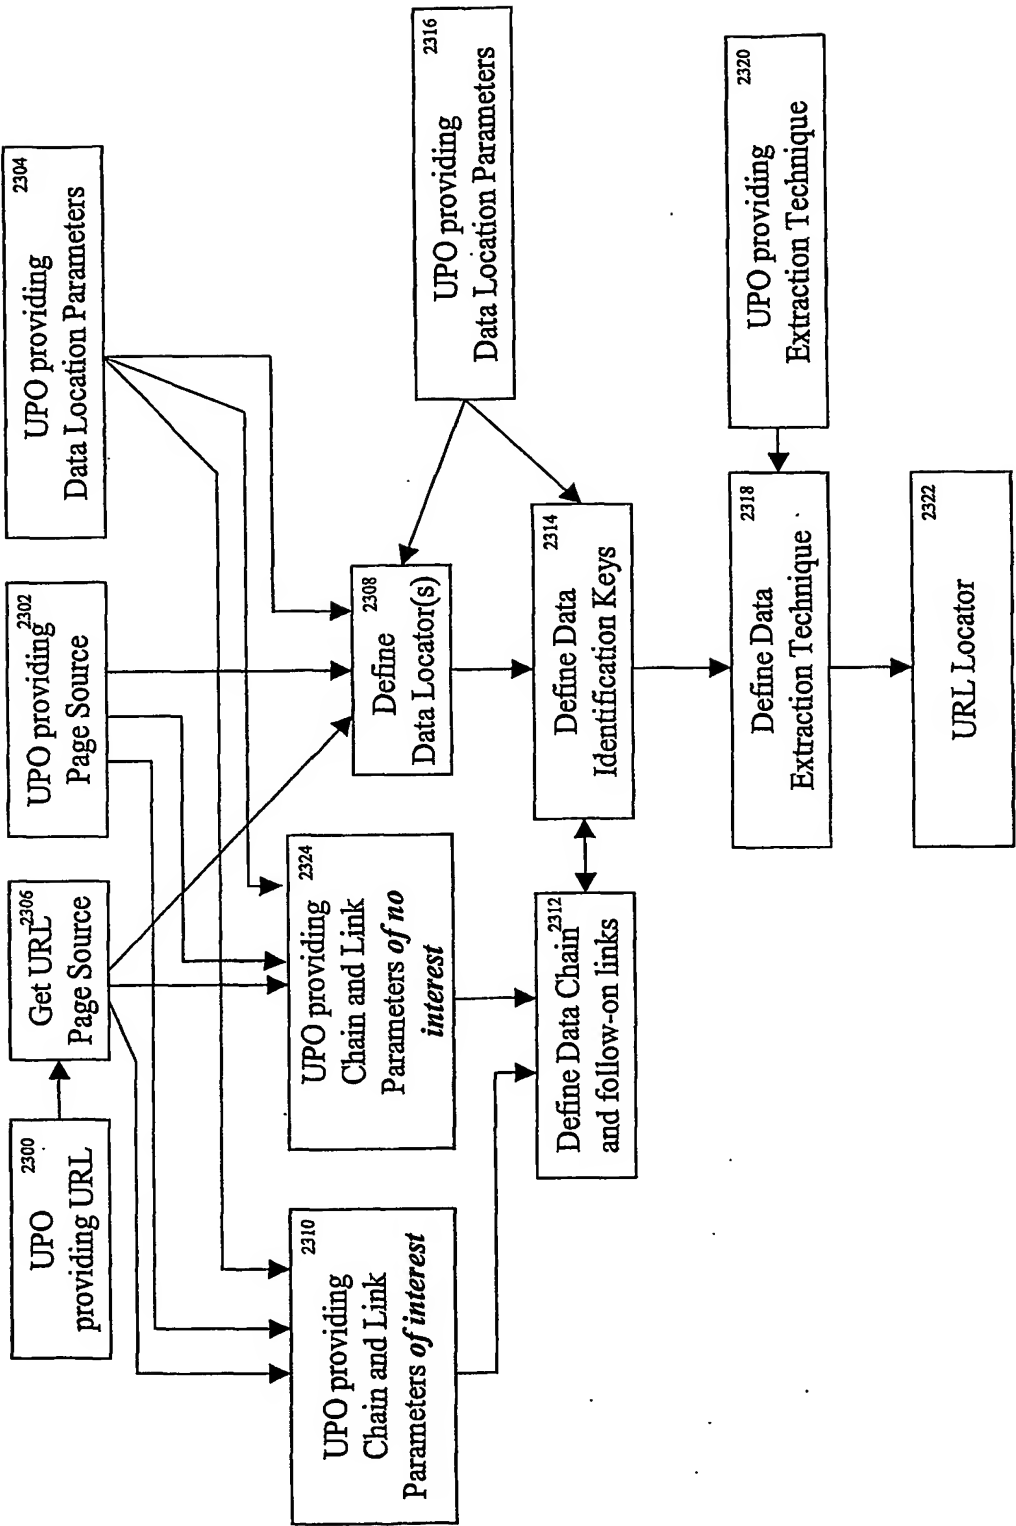 UPO 2300
providing URL
Get URL 2306
Page Source
UPO providing 2302
Page Source
UPO providing 2304
Data Location Parameters
UPO providing 2310
Chain and Link
Parameters of interest
UPO providing 2324
Chain and Link
Parameters of no
interest
Define 2308
Data Locator(s)
UPO providing 2316
Data Location Parameters
Define Data Chain 2312
and follow-on links
Define Data 2314
Identification Keys
Define Data 2318
Extraction Technique
UPO providing 2320
Extraction Technique
URL Locator 2322